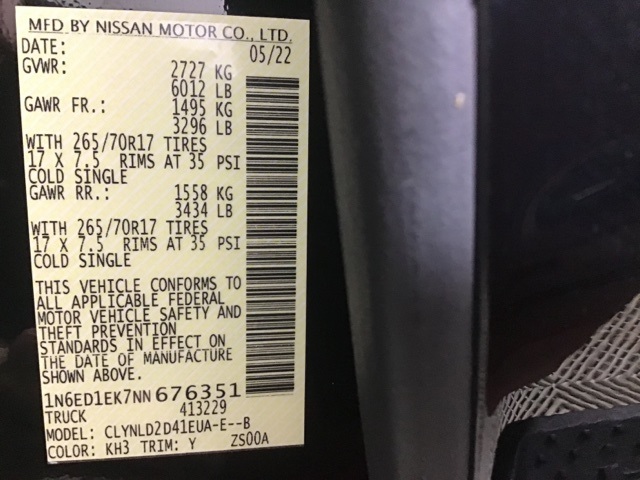 MFD BY NISSAN MOTOR CO., LTD.
DATE: 05/22
GVWR: 2727 KG
6012 LB
GAWR FR.: 1495 KG
3296 LB
WITH 265/70R17 TIRES
17 X 7.5 RIMS AT 35 PSI
COLD SINGLE
GAWR RR.: 1558 KG
3434 LB
WITH 265/70R17 TIRES
17 X 7.5 RIMS AT 35 PSI
COLD SINGLE
THIS VEHICLE CONFORMS TO
ALL APPLICABLE FEDERAL
MOTOR VEHICLE SAFETY AND
THEFT PREVENTION
STANDARDS IN EFFECT ON
THE DATE OF MANUFACTURE
SHOWN ABOVE.
1N6ED1EK7NN676351
TRUCK 413229
MODEL: CLYNLD2D41EUA-E--B
COLOR: KH3 TRIM: Y ZS00A